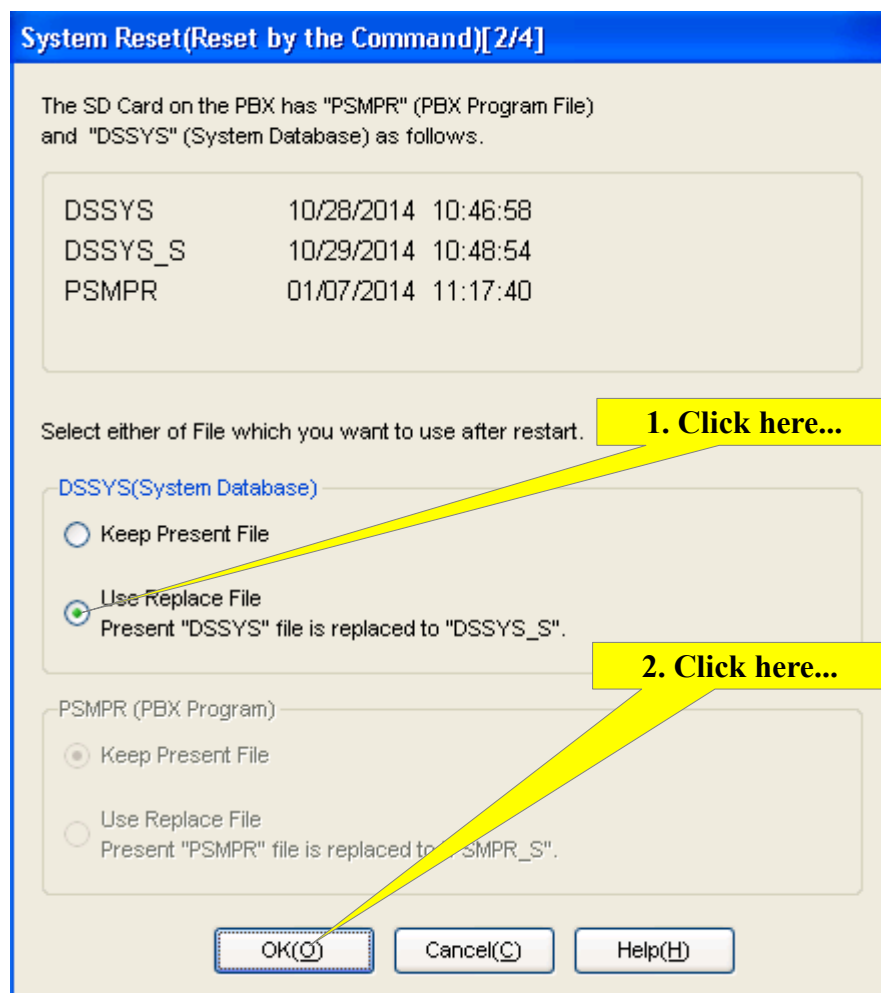 System Reset(Reset by the Command)[2/4]
The SD Card on the PBX has "PSMPR" (PBX Program File)
and "DSSYS" (System Database) as follows.
DSSYS 10/28/2014 10:46:58
DSSYS_S 10/29/2014 10:48:54
PSMPR 01/07/2014 11:17:40
Select either of File which you want to use after restart.
1. Click here...
DSSYS(System Database)
Keep Present File
Use Replace File
Present "DSSYS" file is replaced to "DSSYS_S".
2. Click here...
PSMPR (PBX Program)
Keep Present File
Use Replace File
Present "PSMPR" file is replaced to "PSMPR_S".
OK(O) Cancel(C) Help(H)